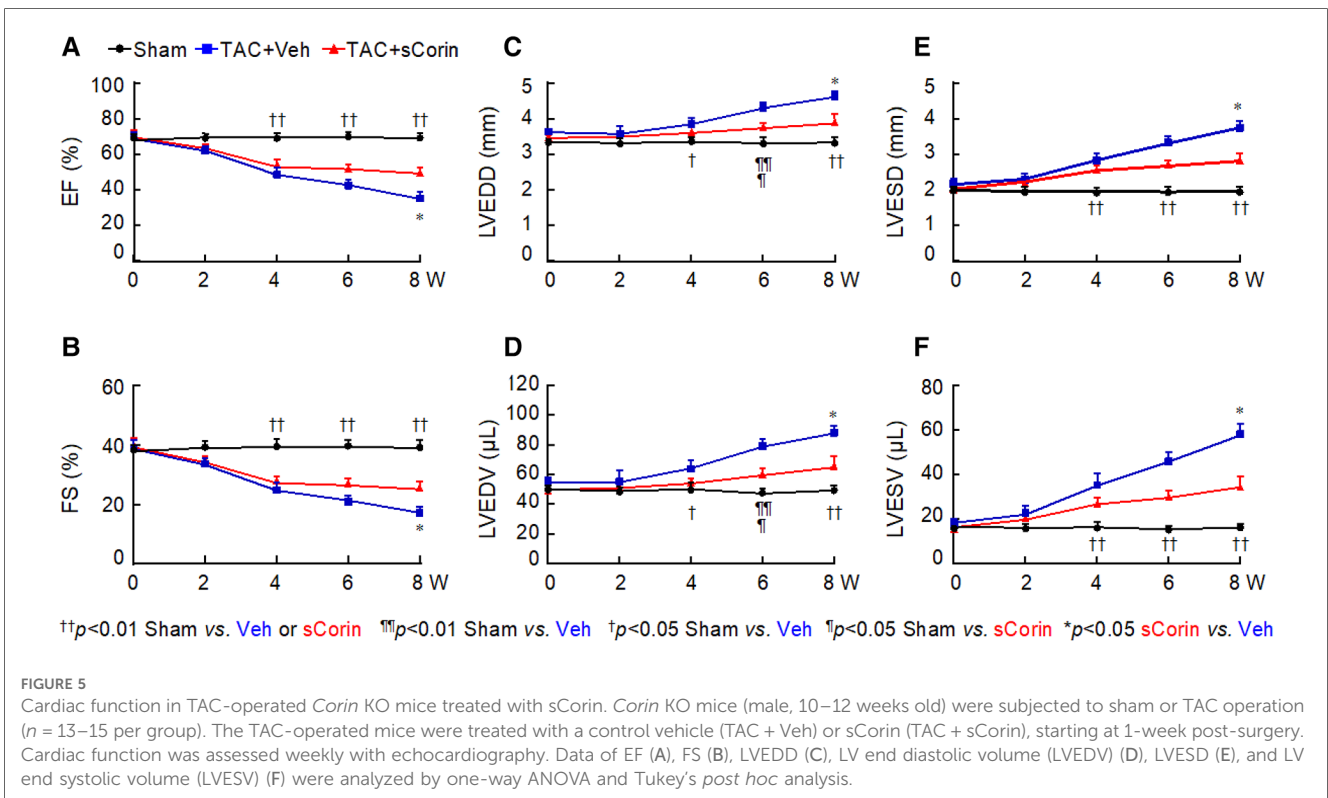 A Sham TAC+Veh TAC+sCorin
EF (%)
100
80
60
40
20
0
†† †† ††
*
0 2 4 6 8 W
C
LVEDD (mm)
5
4
3
2
1
0
*
† ¶¶ ††
¶
0 2 4 6 8 W
E
LVESD (mm)
5
4
3
2
1
0
*
†† †† ††
0 2 4 6 8 W
B
FS (%)
60
40
20
0
†† †† ††
*
0 2 4 6 8 W
D
LVEDV (µL)
120
100
80
60
40
20
0
*
† ¶¶ ††
¶
0 2 4 6 8 W
F
LVESV (µL)
80
60
40
20
0
*
†† †† ††
0 2 4 6 8 W
††p<0.01 Sham vs. Veh or sCorin ¶¶p<0.01 Sham vs. Veh †p<0.05 Sham vs. Veh ¶p<0.05 Sham vs. sCorin *p<0.05 sCorin vs. Veh
FIGURE 5
Cardiac function in TAC-operated Corin KO mice treated with sCorin. Corin KO mice (male, 10–12 weeks old) were subjected to sham or TAC operation
(n = 13–15 per group). The TAC-operated mice were treated with a control vehicle (TAC + Veh) or sCorin (TAC + sCorin), starting at 1-week post-surgery.
Cardiac function was assessed weekly with echocardiography. Data of EF (A), FS (B), LVEDD (C), LV end diastolic volume (LVEDV) (D), LVESD (E), and LV
end systolic volume (LVESV) (F) were analyzed by one-way ANOVA and Tukey's post hoc analysis.